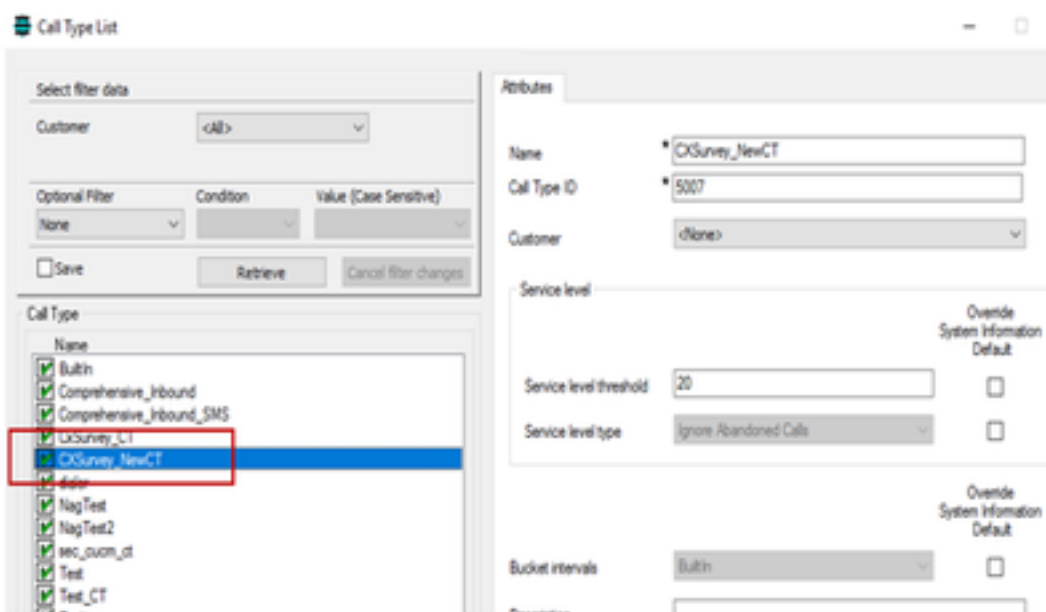 Call Type List
Select filter data
Customer
<All>
Optional Filter
Condition
Value (Case Sensitive)
None
Save
Retrieve
Cancel filter changes
Call Type
Name
BuiltIn
Comprehensive_Inbound
Comprehensive_Inbound_SMS
CxSurvey_CT
CXSurvey_NewCT
dialer
NagTest
NagTest2
sec_cucm_ct
Test
Test_CT
Attributes
Name
* CXSurvey_NewCT
Call Type ID
* 5007
Customer
<None>
Service level
Override
System Information
Default
Service level threshold
20
Service level type
Ignore Abandoned Calls
Override
System Information
Default
Bucket intervals
BuiltIn